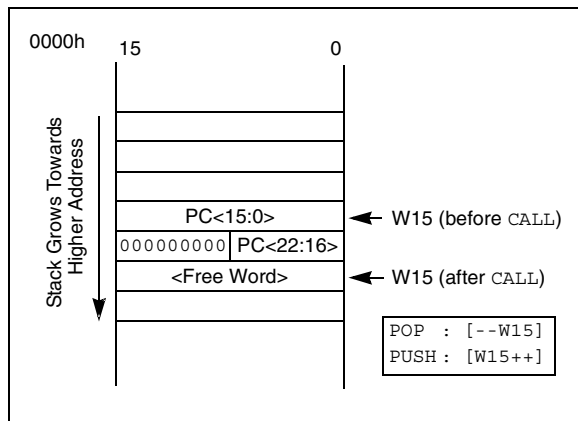 0000h
15 0
Stack Grows Towards
Higher Address
PC<15:0>
W15 (before CALL)
000000000 PC<22:16>
<Free Word>
W15 (after CALL)
POP : [--W15]
PUSH : [W15++]